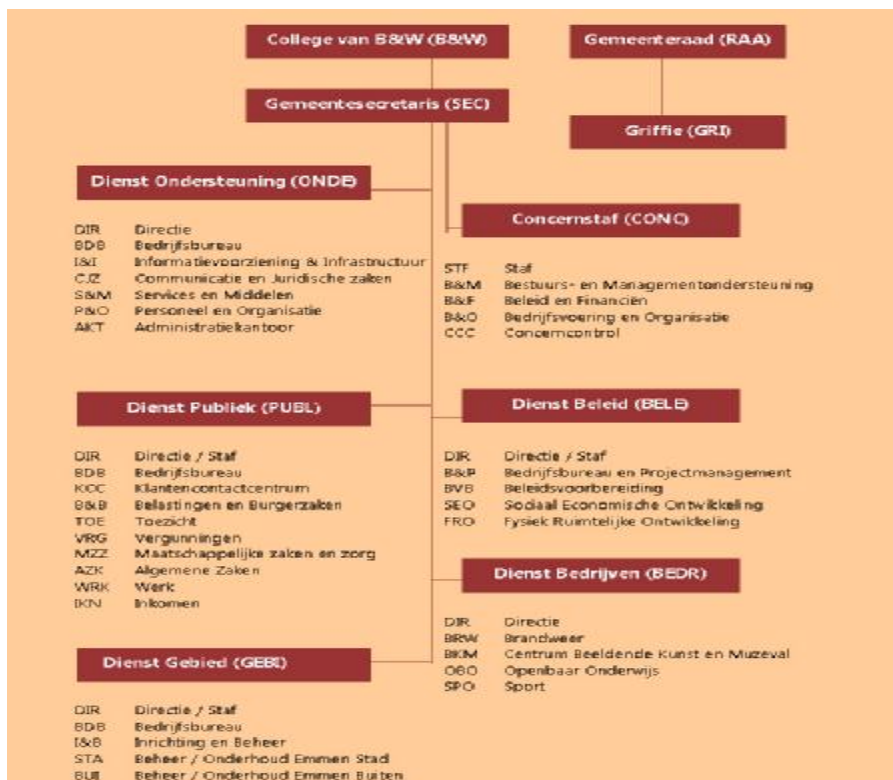 College van B&W (B&W)
Gemeenteraad (RAA)
Gemeentesecretaris (SEC)
Griffie (GRI)
Dienst Ondersteuning (ONDE)
DIR Directie
BDB Bedrijfsbureau
I&I Informatievoorziening & Infrastructuur
CJZ Communicatie en Juridische zaken
S&M Services en Middelen
P&O Personeel en Organisatie
AKT Administratiekantoor
Concernstaf (CONC)
STF Staf
B&M Bestuurs- en Managementondersteuning
B&F Beleid en Financiën
B&O Bedrijfsvoering en Organisatie
CCC Concerncontrol
Dienst Publiek (PUBL)
DIR Directie / Staf
BDB Bedrijfsbureau
KCC Klantencontactcentrum
B&B Belastingen en Burgerzaken
TOE Toezicht
VRG Vergunningen
MZZ Maatschappelijke zaken en zorg
AZK Algemene Zaken
WRK Werk
IKN Inkomen
Dienst Beleid (BELE)
DIR Directie / Staf
B&P Bedrijfsbureau en Projectmanagement
BVB Beleidsvoorbereiding
SEO Sociaal Economische Ontwikkeling
FRO Fysiek Ruimtelijke Ontwikkeling
Dienst Bedrijven (BEDR)
DIR Directie
BRW Brandweer
BKM Centrum Beeldende Kunst en Muzeval
OBO Openbaar Onderwijs
SPO Sport
Dienst Gebied (GEBI)
DIR Directie / Staf
BDB Bedrijfsbureau
I&B Inrichting en Beheer
STA Beheer / Onderhoud Emmen Stad
BUI Beheer / Onderhoud Emmen Buiten